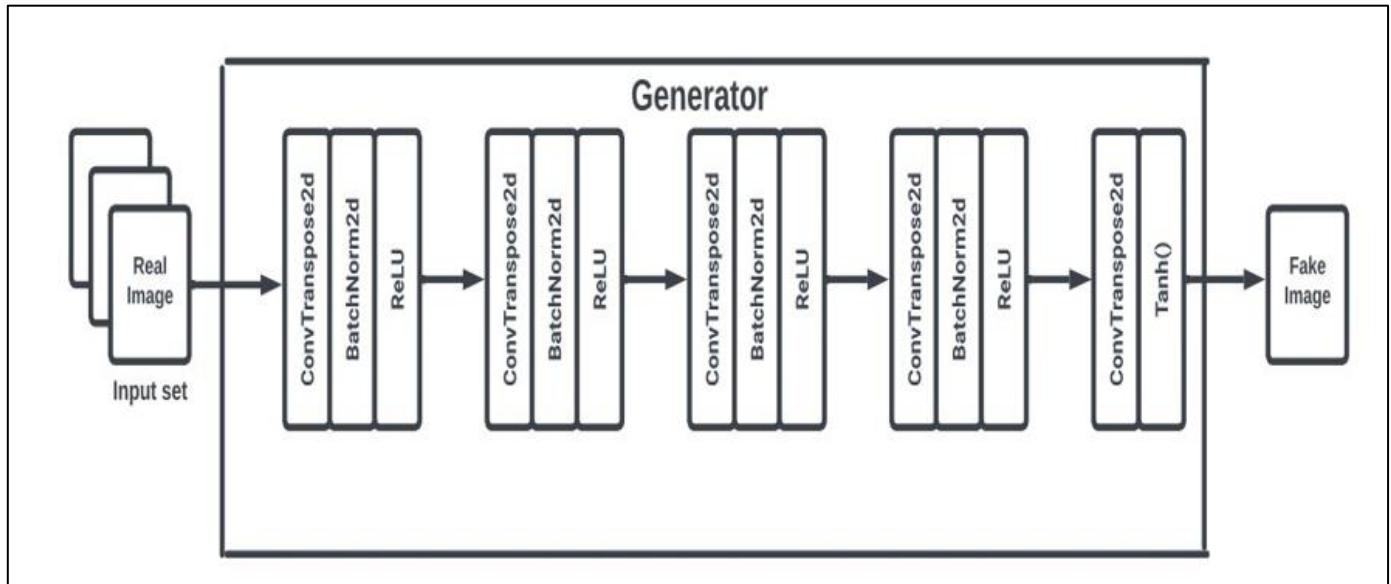 Generator
Real
Image
Input set
ConvTranspose2d
BatchNorm2d
ReLU
ConvTranspose2d
BatchNorm2d
ReLU
ConvTranspose2d
BatchNorm2d
ReLU
ConvTranspose2d
BatchNorm2d
ReLU
ConvTranspose2d
Tanh()
Fake
Image